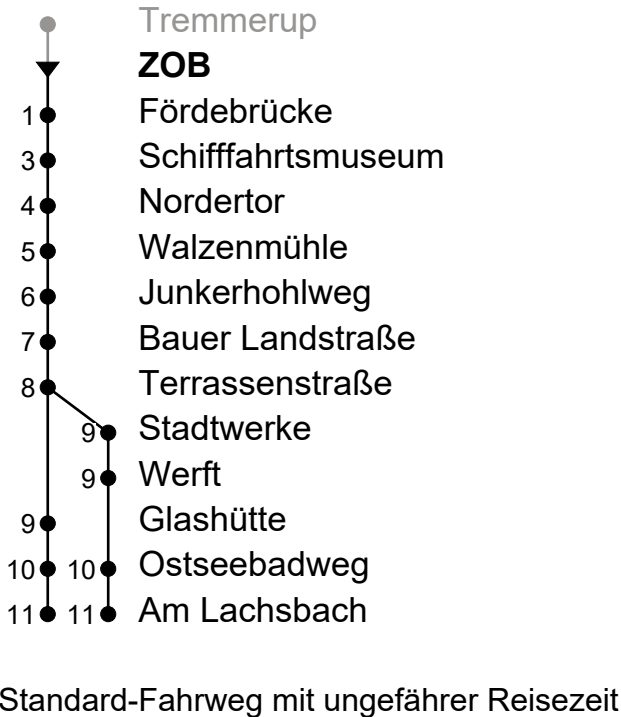 Tremmerup
ZOB
1 Fördebrücke
3 Schifffahrtsmuseum
4 Nordertor
5 Walzenmühle
6 Junkerhohlweg
7 Bauer Landstraße
8 Terrassenstraße
9 Stadtwerke
9 Werft
9 Glashütte
10 10 Ostseebadweg
11 11 Am Lachsbach
Standard-Fahrweg mit ungefährer Reisezeit